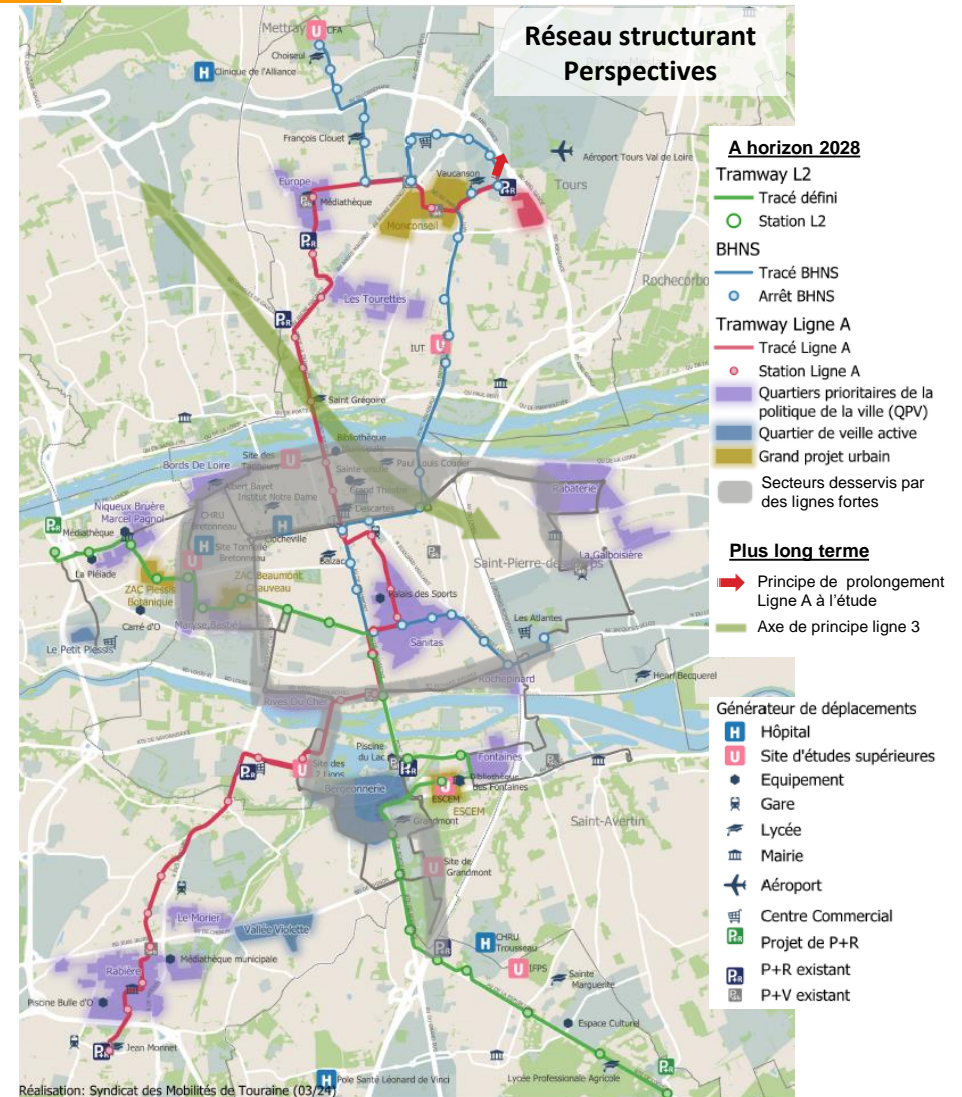 Réseau structurant
Perspectives
Mettray
CFA
Choiseul
Clinique de l'Alliance
François Clouet
Aéroport Tours Val de Loire
Vaucanson
Tours
Europe
Médiathèque
Monconseil
Rochecorbo
Les Tourettes
IUT
Saint Grégoire
Bibliothèque
Bords De Loire
Site des
Tanneurs
Paul Louis Courier
Sainte Ursule
Albert Bayet
Grand Théâtre
Institut Notre Dame
Rabaterie
Descartes
Niqueux Bruère
Marcel Pagnol
CHRU
Bretonneau
Clocheville
Médiathèque
Site Tonnellé
Bretonneau
Balzac
Saint-Pierre-des-Corps
La Galboisière
La Pléiade
ZAC Plessis
Botanique
ZAC Beaumont
Chauveau
Palais des Sports
Maryse Bastié
Carré d'O
Sanitas
Les Atlantes
Le Petit Plessis
Rochepinard
Henri Becquerel
Rives Du Cher
Piscine
du Lac
Fontaines
Site des
2 Lions
Bergeonnerie
Bibliothèque
des Fontaines
ESCEM
ESCEM
Grandmont
Saint-Avertin
Site de
Grandmont
Le Morier
Vallée Violette
CHRU
Trousseau
Médiathèque municipale
IFPS
Rabière
Sainte
Marguerite
Piscine Bulle d'O
Espace Culturel
Jean Monnet
Lycée Professionale Agricole
Pole Santé Léonard de Vinci
Réalisation: Syndicat des Mobilités de Touraine (03/24)
A horizon 2028
Tramway L2
Tracé défini
Station L2
BHNS
Tracé BHNS
Arrêt BHNS
Tramway Ligne A
Tracé Ligne A
Station Ligne A
Quartiers prioritaires de la
politique de la ville (QPV)
Quartier de veille active
Grand projet urbain
Secteurs desservis par
des lignes fortes
Plus long terme
Principe de prolongement
Ligne A à l'étude
Axe de principe ligne 3
Générateur de déplacements
H Hôpital
U Site d'études supérieures
Equipement
Gare
Lycée
Mairie
Aéroport
Centre Commercial
P+R Projet de P+R
P+R P+R existant
P+V existant